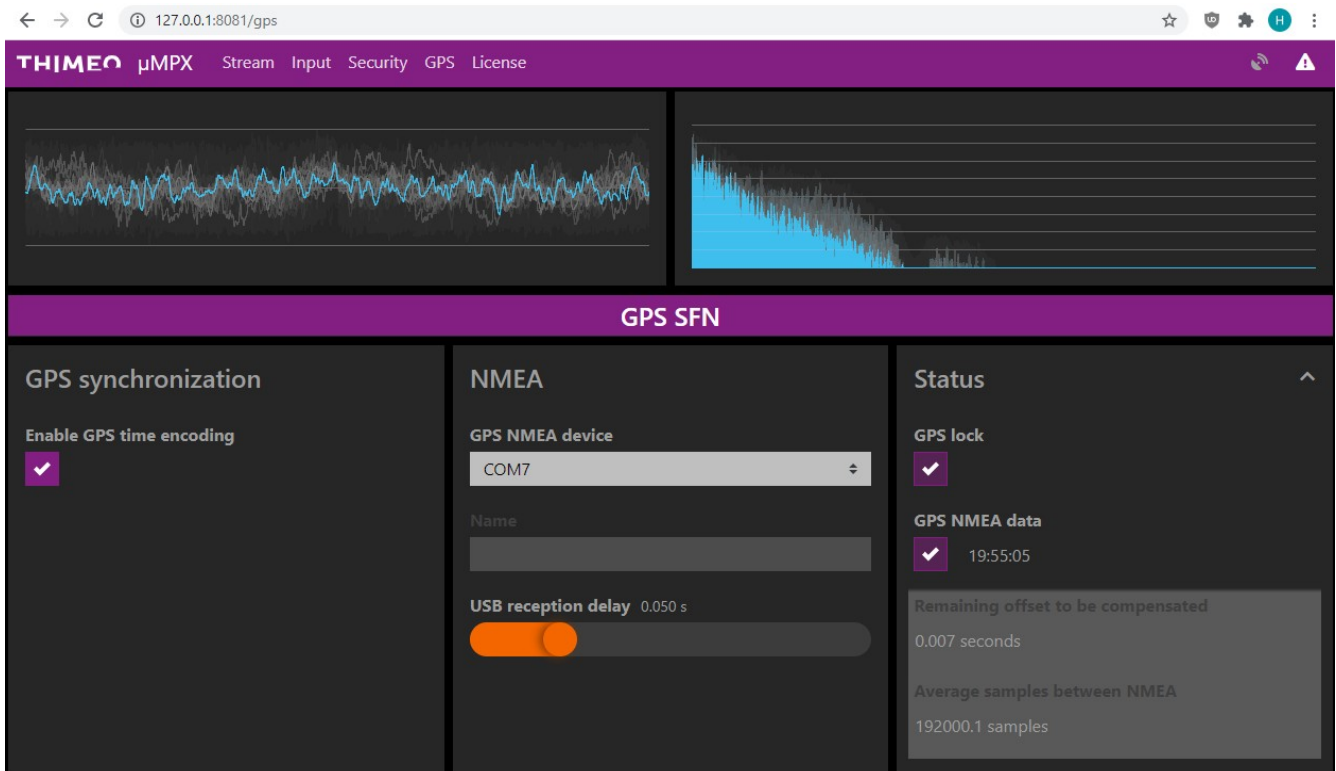 127.0.0.1:8081/gps
H
THIMEO µMPX Stream Input Security GPS License
GPS SFN
GPS synchronization
Enable GPS time encoding
NMEA
GPS NMEA device
COM7
Name
USB reception delay 0.050 s
Status
GPS lock
GPS NMEA data
19:55:05
Remaining offset to be compensated
0.007 seconds
Average samples between NMEA
192000.1 samples